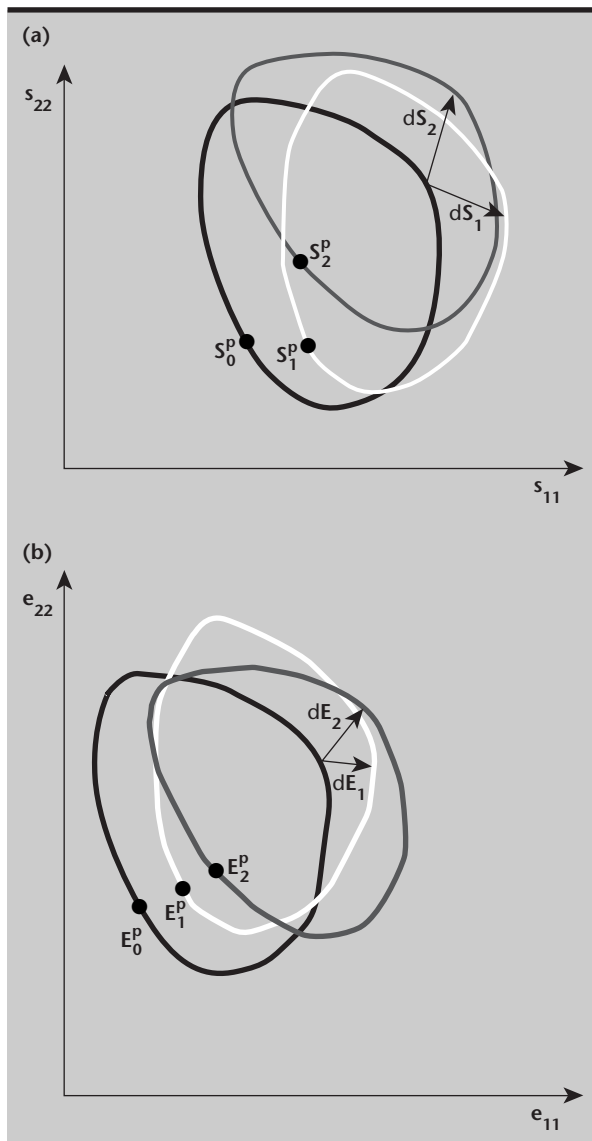 (a)
s₂₂
dS₂
dS₁
S₂ᵖ
S₀ᵖ S₁ᵖ
s₁₁
(b)
e₂₂
dE₂
dE₁
E₂ᵖ
E₁ᵖ
E₀ᵖ
e₁₁